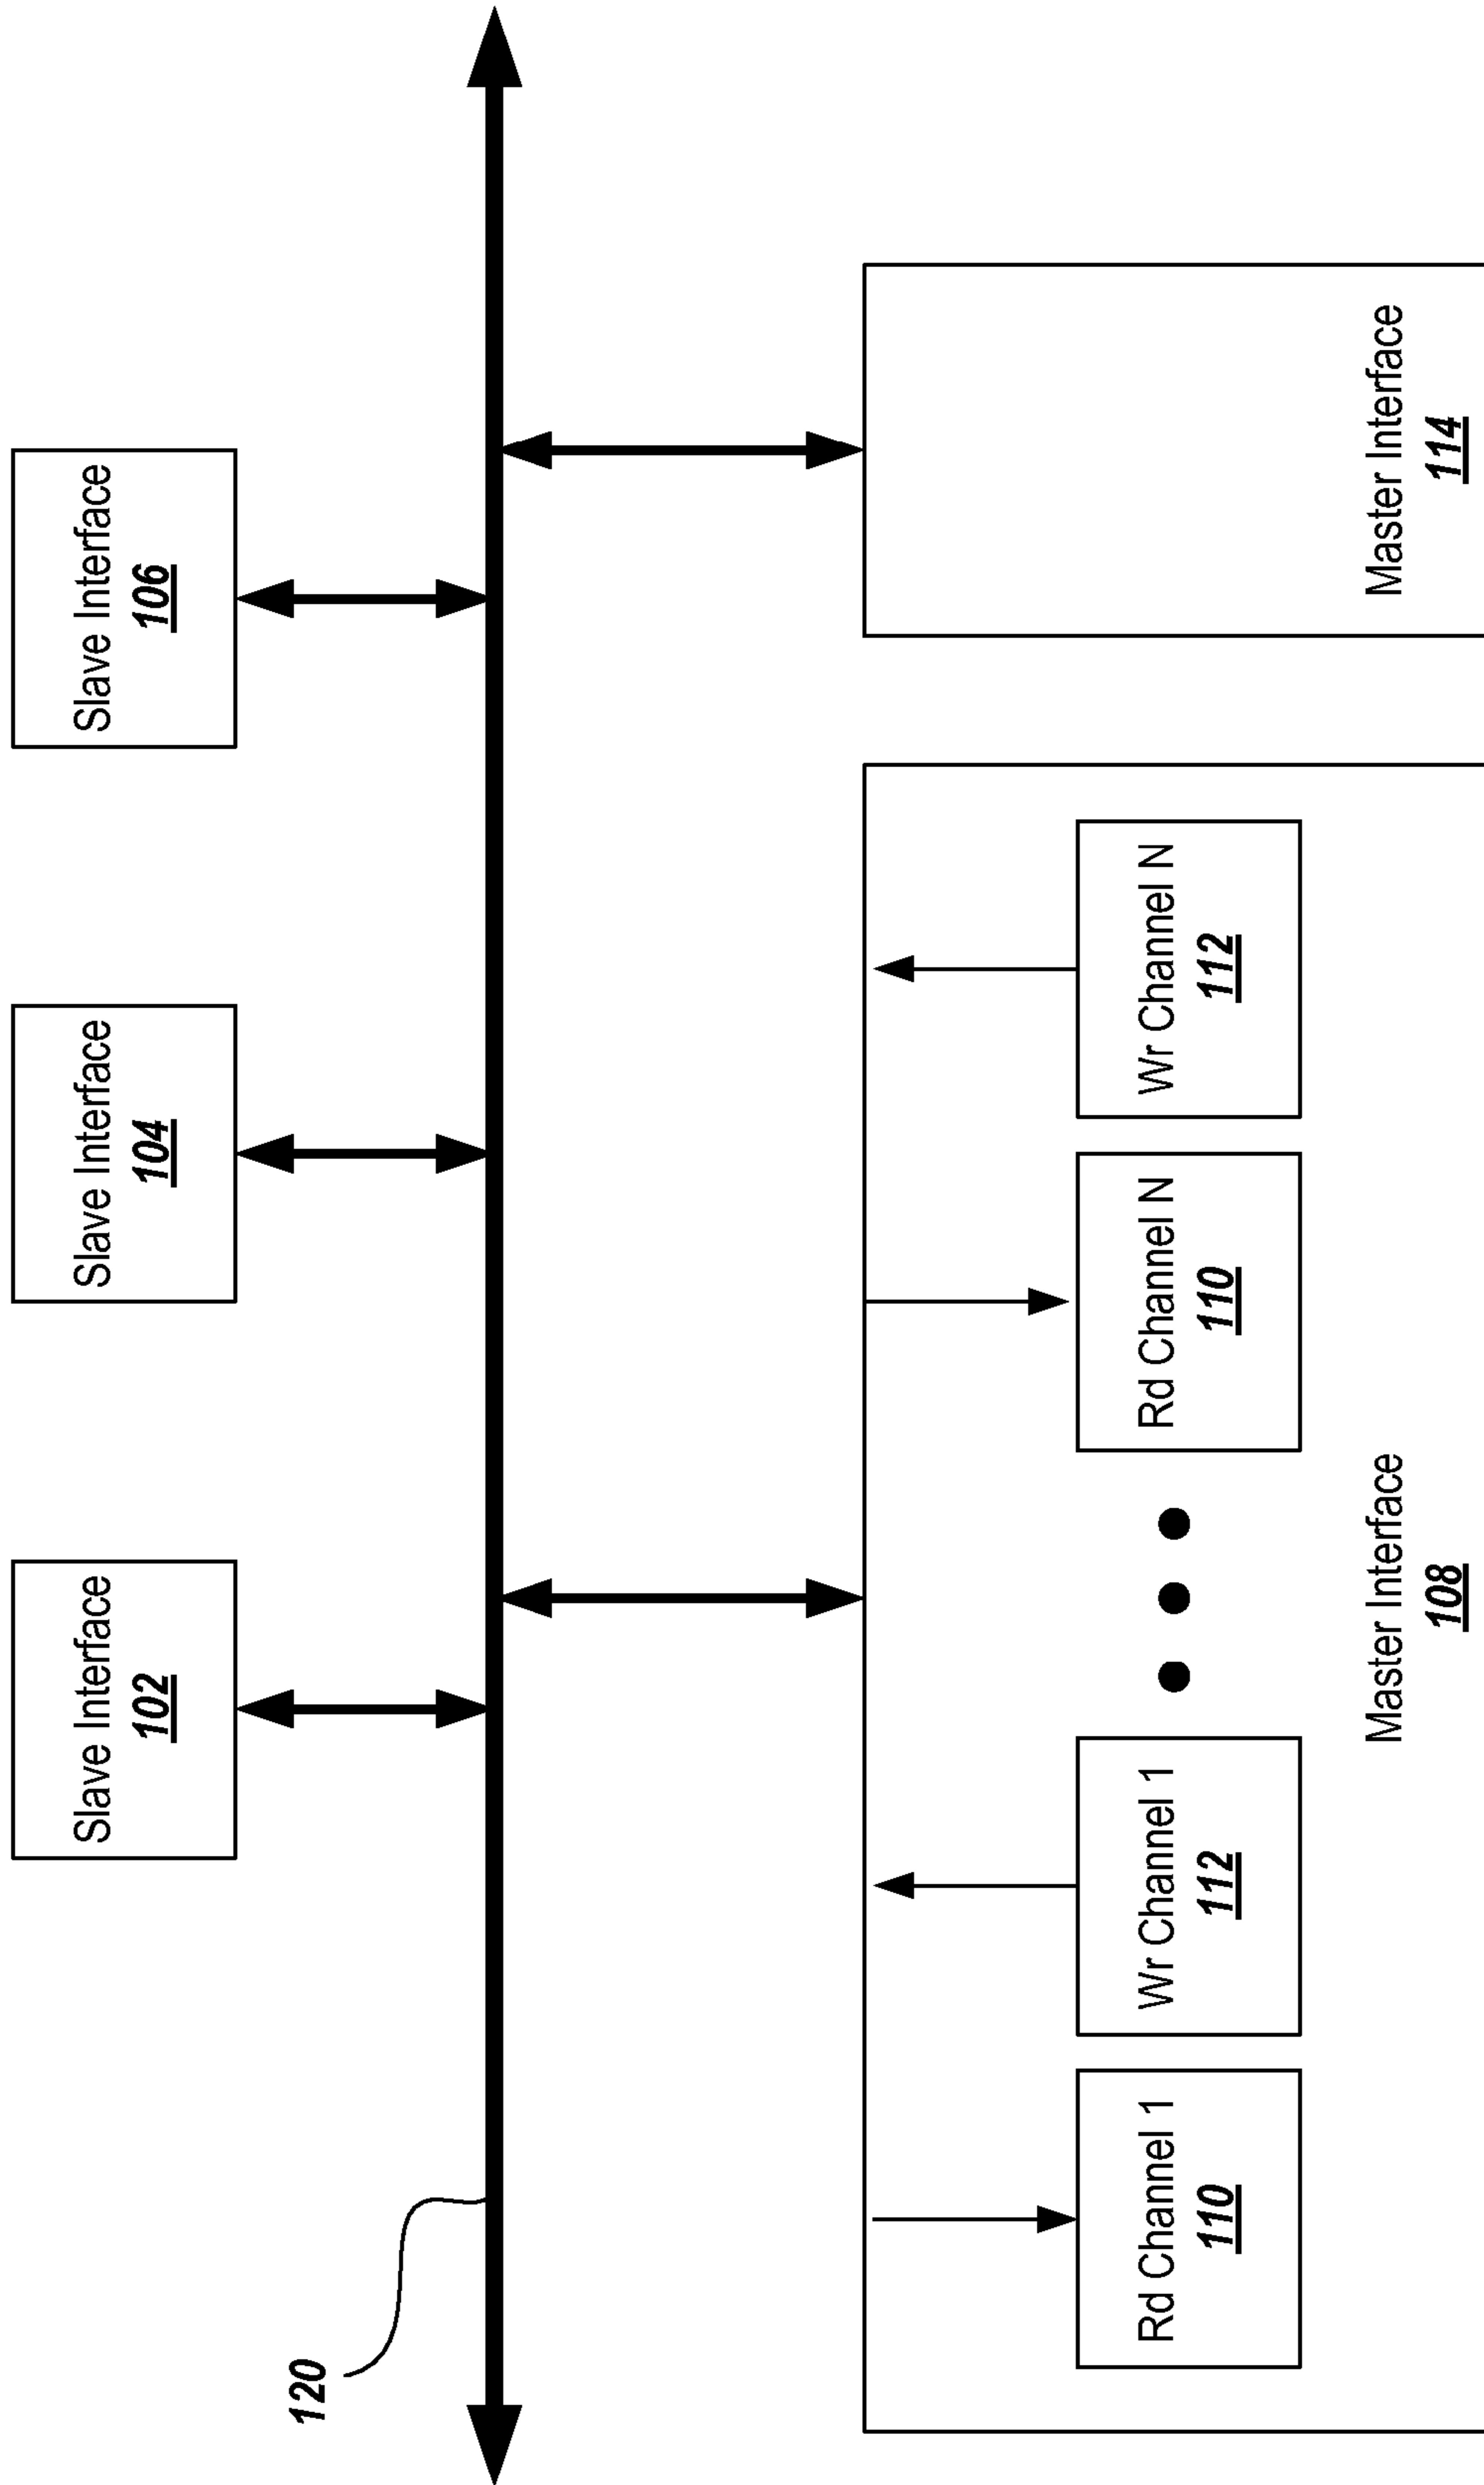 Slave Interface
102
Slave Interface
104
Slave Interface
106
120
Rd Channel 1
110
Wr Channel 1
112
Rd Channel N
110
Wr Channel N
112
Master Interface
108
Master Interface
114